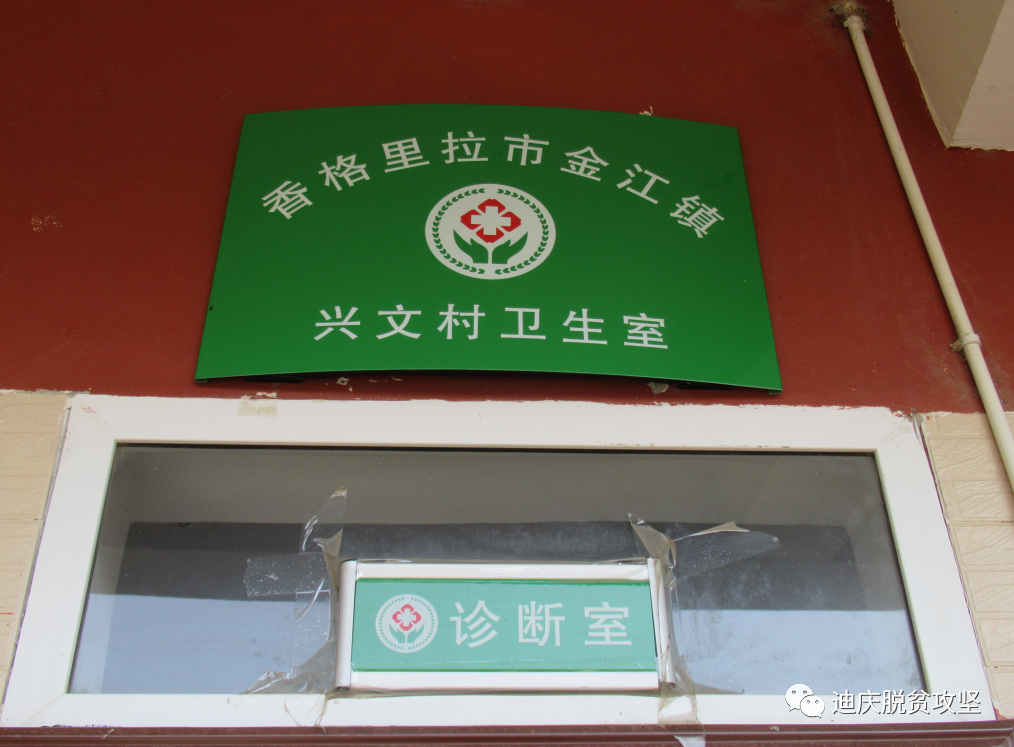 香格里拉市金江镇
兴文村卫生室
诊断室
迪庆脱贫攻坚